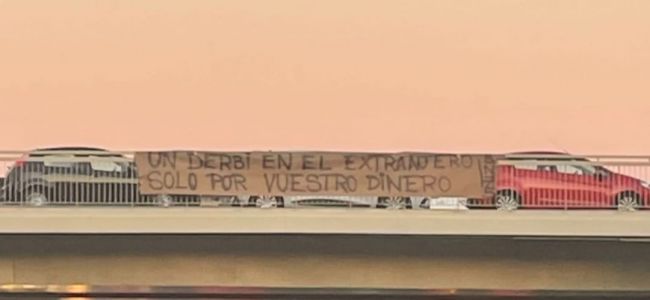 UN DERBI EN EL EXTRANJERO
SOLO POR VUESTRO DINERO